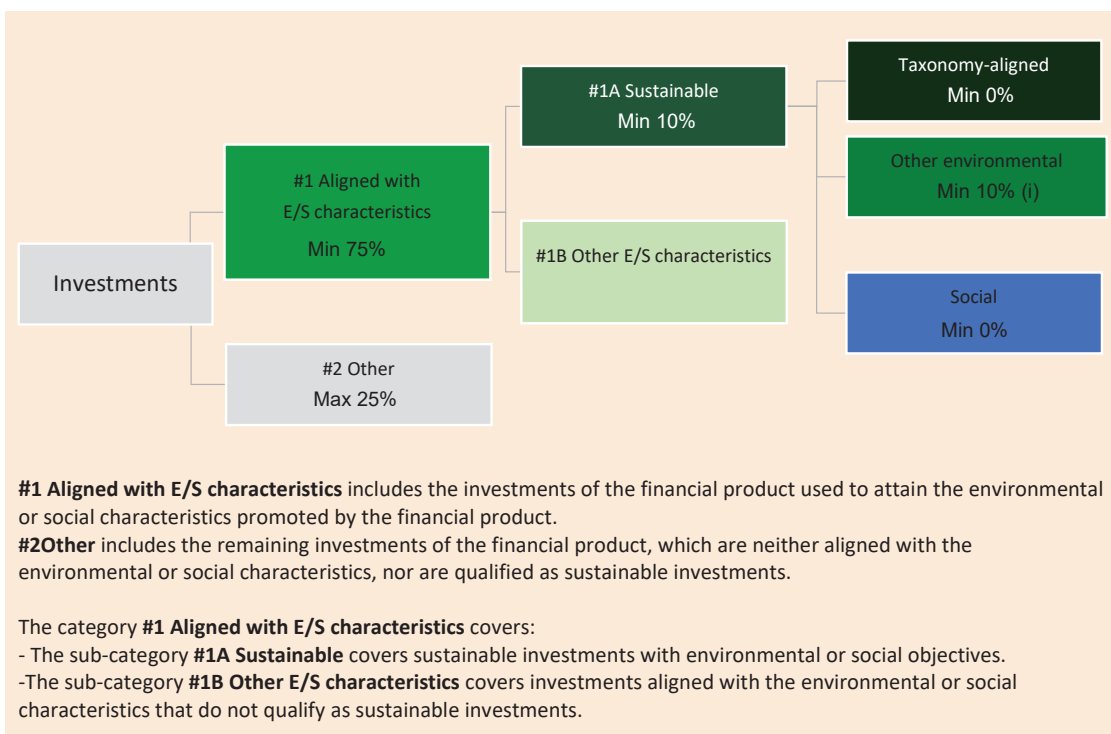 Investments
#1 Aligned with
E/S characteristics
Min 75%
#2 Other
Max 25%
#1A Sustainable
Min 10%
#1B Other E/S characteristics
Taxonomy-aligned
Min 0%
Other environmental
Min 10% (i)
Social
Min 0%
#1 Aligned with E/S characteristics includes the investments of the financial product used to attain the environmental
or social characteristics promoted by the financial product.
#2Other includes the remaining investments of the financial product, which are neither aligned with the
environmental or social characteristics, nor are qualified as sustainable investments.
The category #1 Aligned with E/S characteristics covers:
- The sub-category #1A Sustainable covers sustainable investments with environmental or social objectives.
-The sub-category #1B Other E/S characteristics covers investments aligned with the environmental or social
characteristics that do not qualify as sustainable investments.